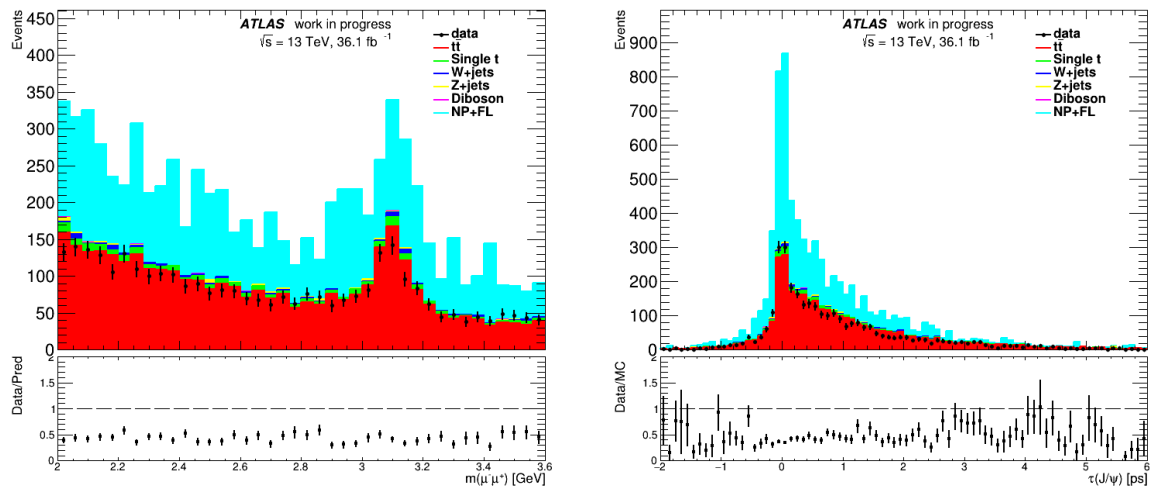 Events
ATLAS work in progress
√s = 13 TeV, 36.1 fb⁻¹
data
tt̄
Single t
W+jets
Z+jets
Diboson
NP+FL
450
400
350
300
250
200
150
100
50
0
Data/Pred
2
1.5
1
0.5
0
2 2.2 2.4 2.6 2.8 3 3.2 3.4 3.6
m(μ⁻μ⁺) [GeV]
Events
ATLAS work in progress
√s = 13 TeV, 36.1 fb⁻¹
data
tt̄
Single t
W+jets
Z+jets
Diboson
NP+FL
900
800
700
600
500
400
300
200
100
0
Data/MC
2
1.5
1
0.5
0
−2 −1 0 1 2 3 4 5 6
τ(J/ψ) [ps]